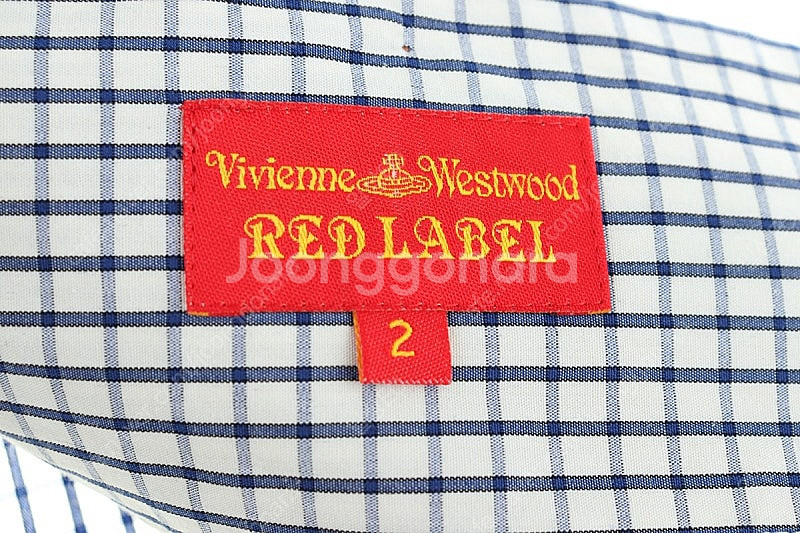 Vivienne Westwood
RED LABEL
Joonggonara
2